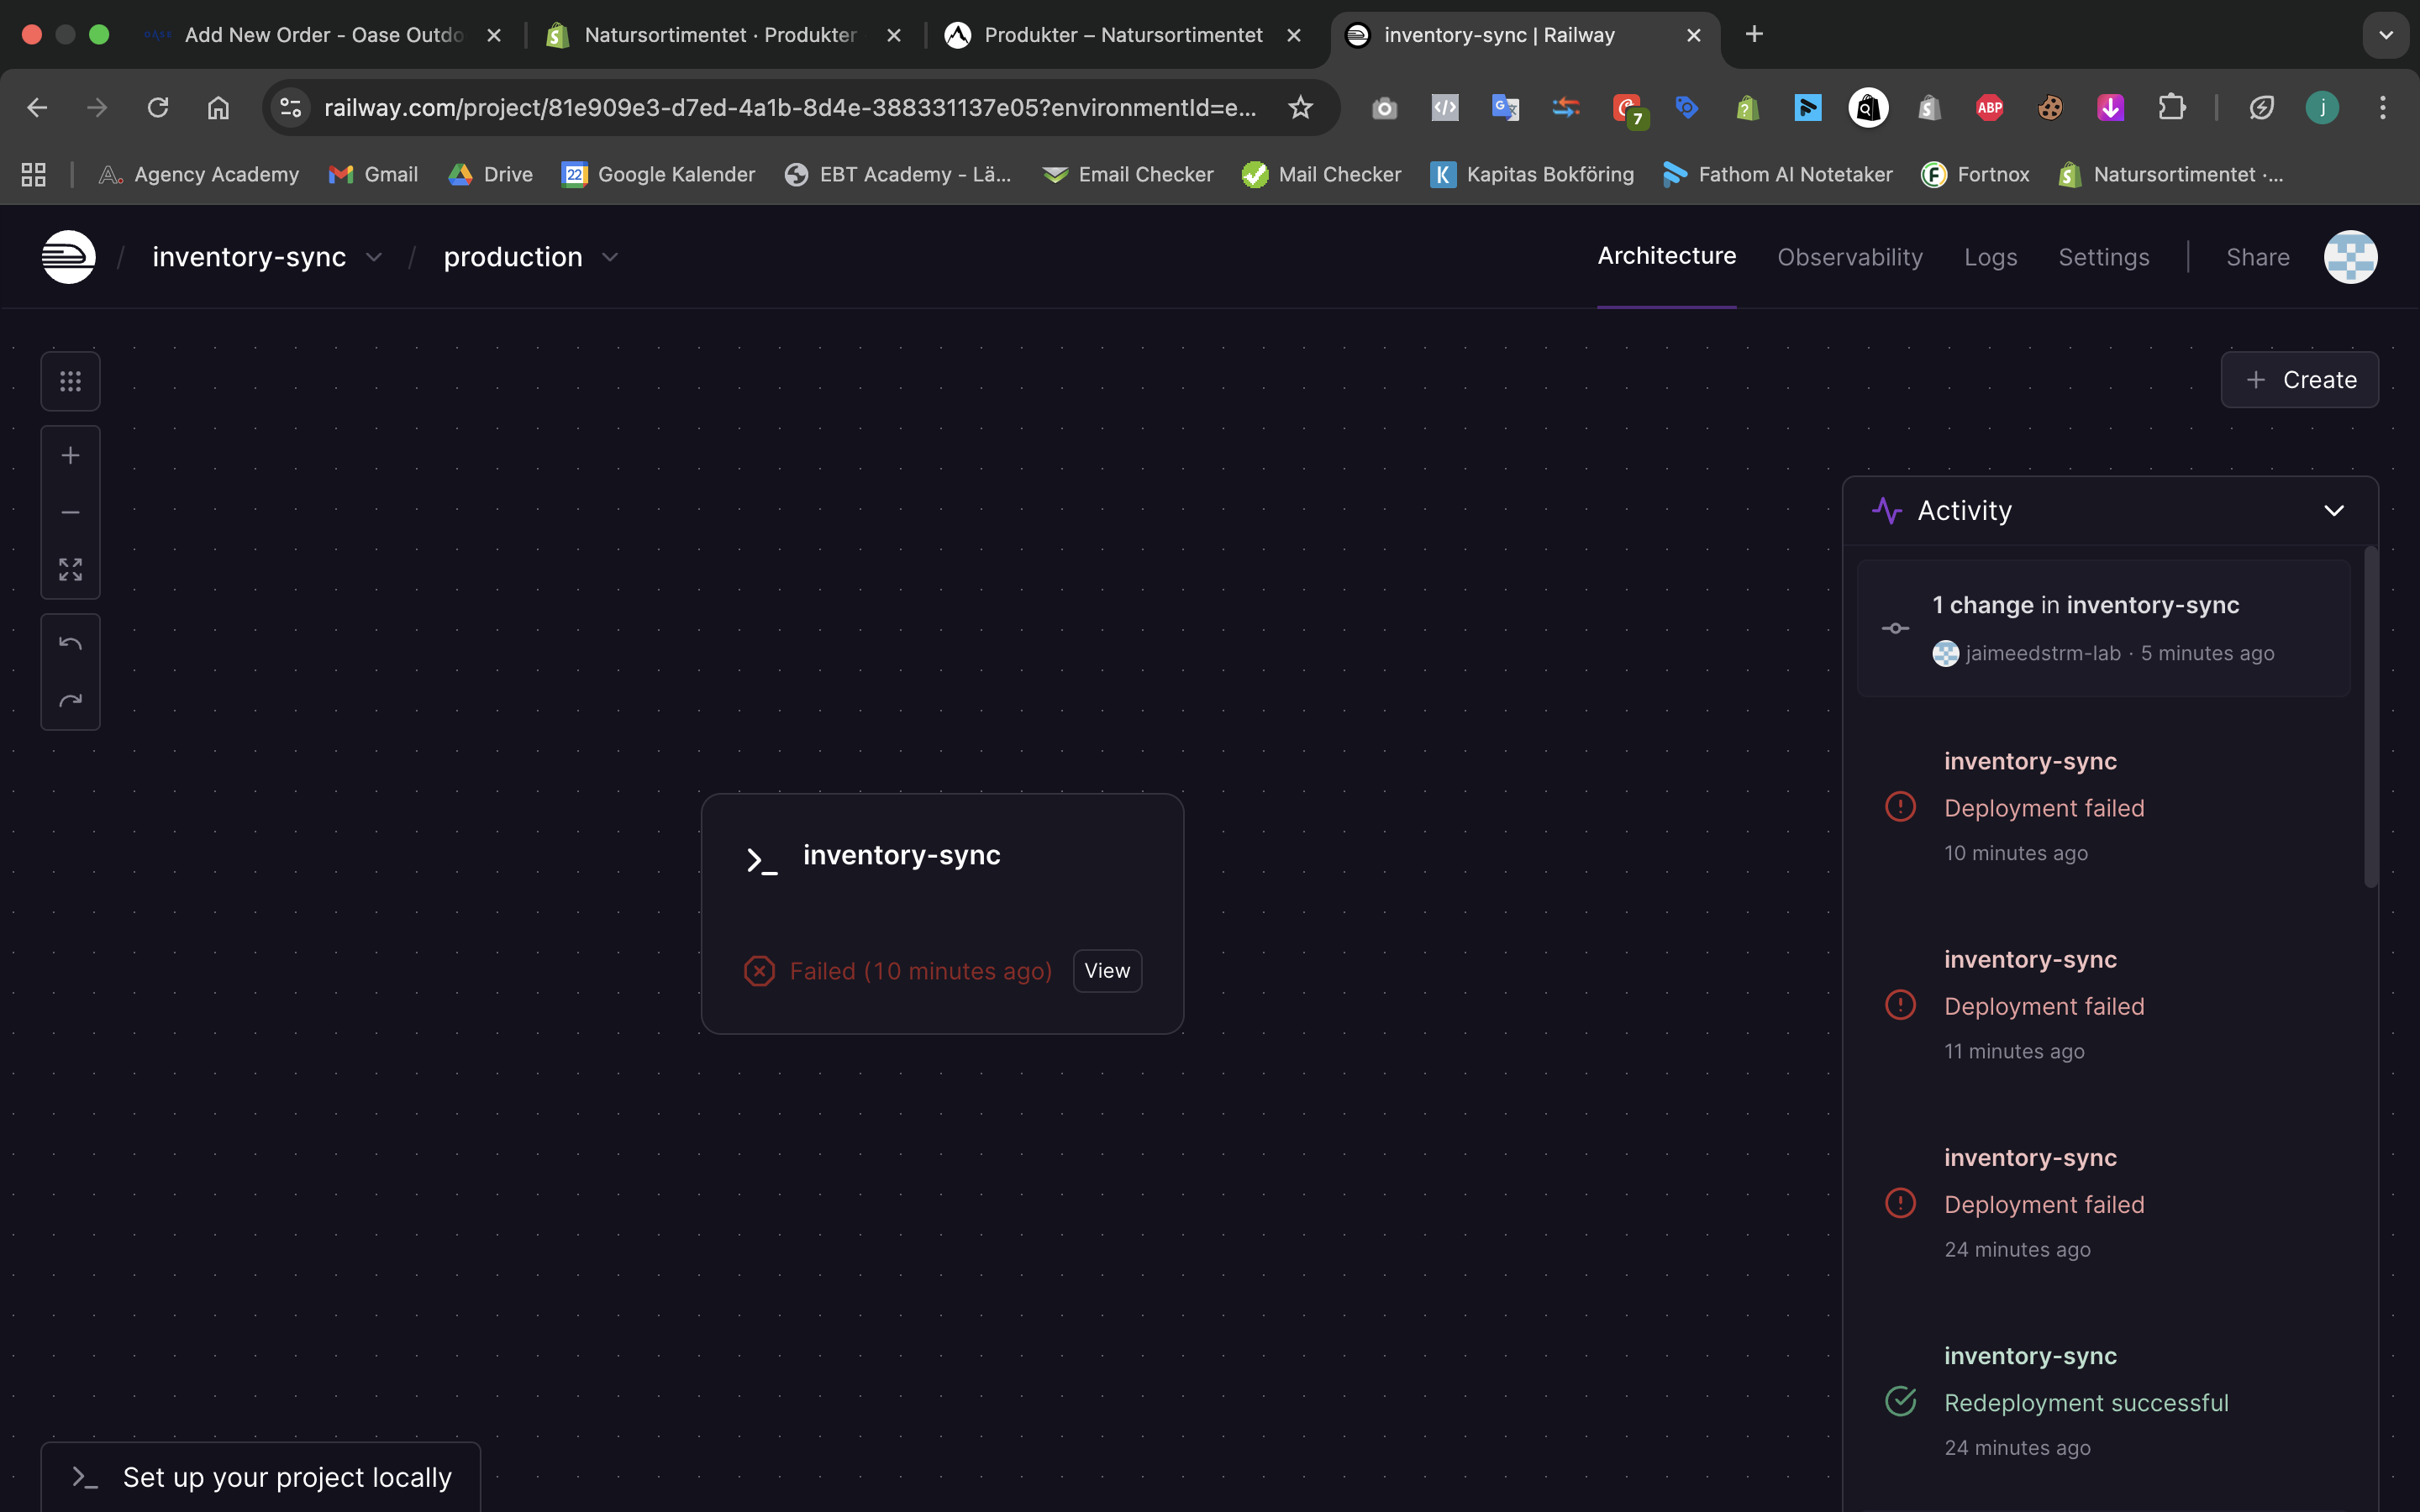 Add New Order - Oase Outdo
Natursortimentet · Produkter
Produkter – Natursortimentet
inventory-sync | Railway
railway.com/project/81e909e3-d7ed-4a1b-8d4e-388331137e05?environmentId=e...
7
ABP
j
Agency Academy
Gmail
Drive
22
Google Kalender
EBT Academy - Lä...
Email Checker
Mail Checker
K
Kapitas Bokföring
Fathom AI Notetaker
Fortnox
Natursortimentet ·...
/ inventory-sync / production
Architecture
Observability
Logs
Settings
Share
+ Create
Activity
1 change in inventory-sync
jaimeedstrm-lab · 5 minutes ago
inventory-sync
Deployment failed
10 minutes ago
inventory-sync
Deployment failed
11 minutes ago
inventory-sync
Deployment failed
24 minutes ago
inventory-sync
Redeployment successful
24 minutes ago
inventory-sync
Failed (10 minutes ago)
View
Set up your project locally